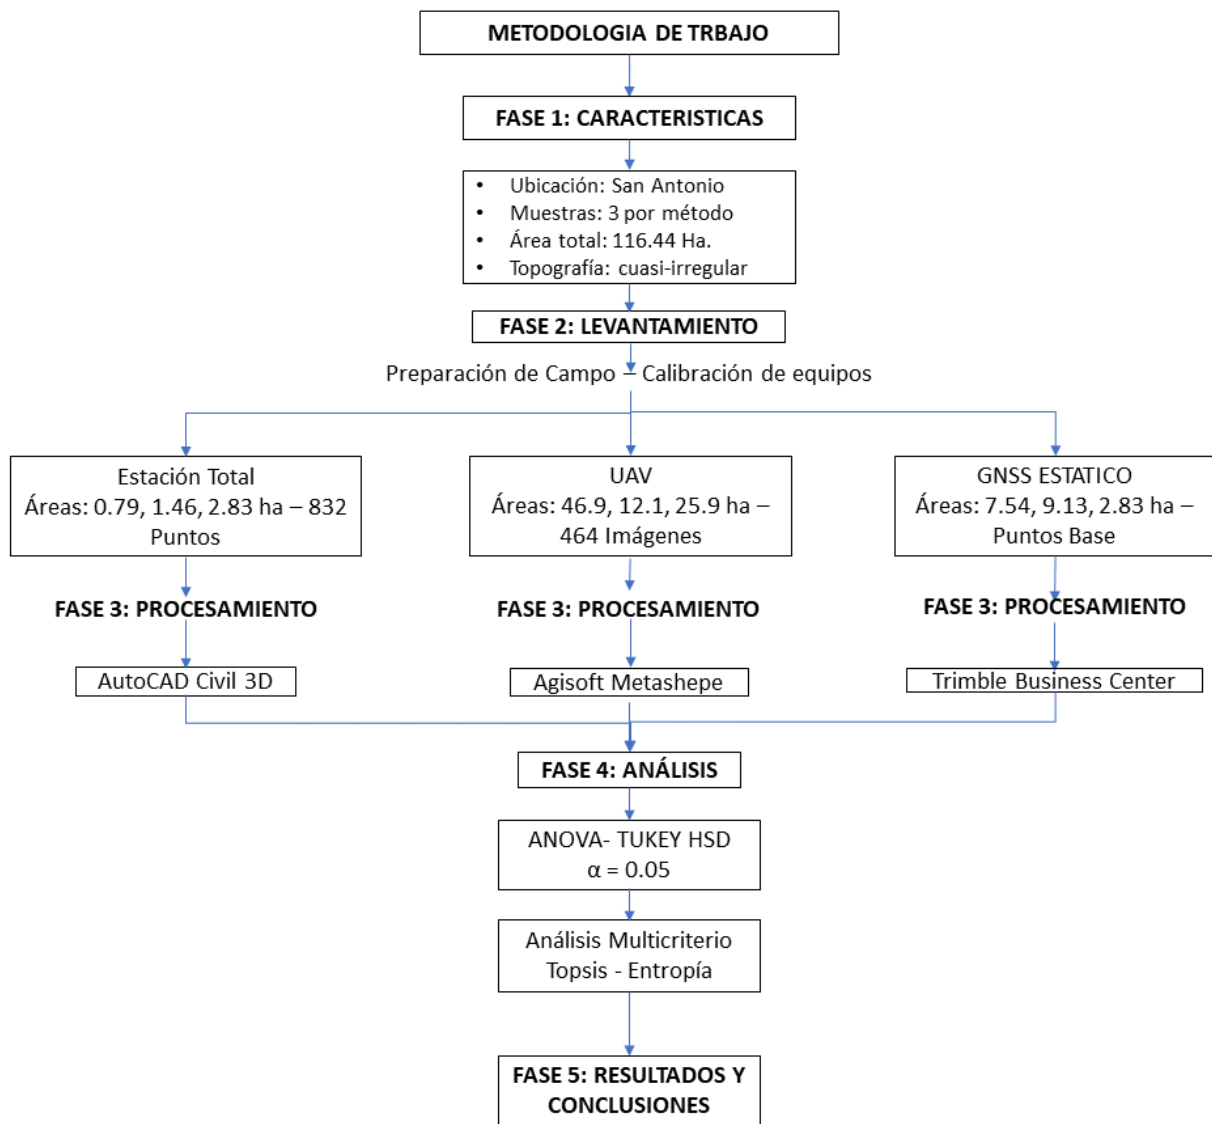 METODOLOGIA DE TRBAJO
FASE 1: CARACTERISTICAS
• Ubicación: San Antonio
• Muestras: 3 por método
• Área total: 116.44 Ha.
• Topografía: cuasi-irregular
FASE 2: LEVANTAMIENTO
Preparación de Campo – Calibración de equipos
Estación Total
Áreas: 0.79, 1.46, 2.83 ha – 832
Puntos
UAV
Áreas: 46.9, 12.1, 25.9 ha –
464 Imágenes
GNSS ESTATICO
Áreas: 7.54, 9.13, 2.83 ha –
Puntos Base
FASE 3: PROCESAMIENTO
FASE 3: PROCESAMIENTO
FASE 3: PROCESAMIENTO
AutoCAD Civil 3D
Agisoft Metashepe
Trimble Business Center
FASE 4: ANÁLISIS
ANOVA- TUKEY HSD
α = 0.05
Análisis Multicriterio
Topsis - Entropía
FASE 5: RESULTADOS Y
CONCLUSIONES